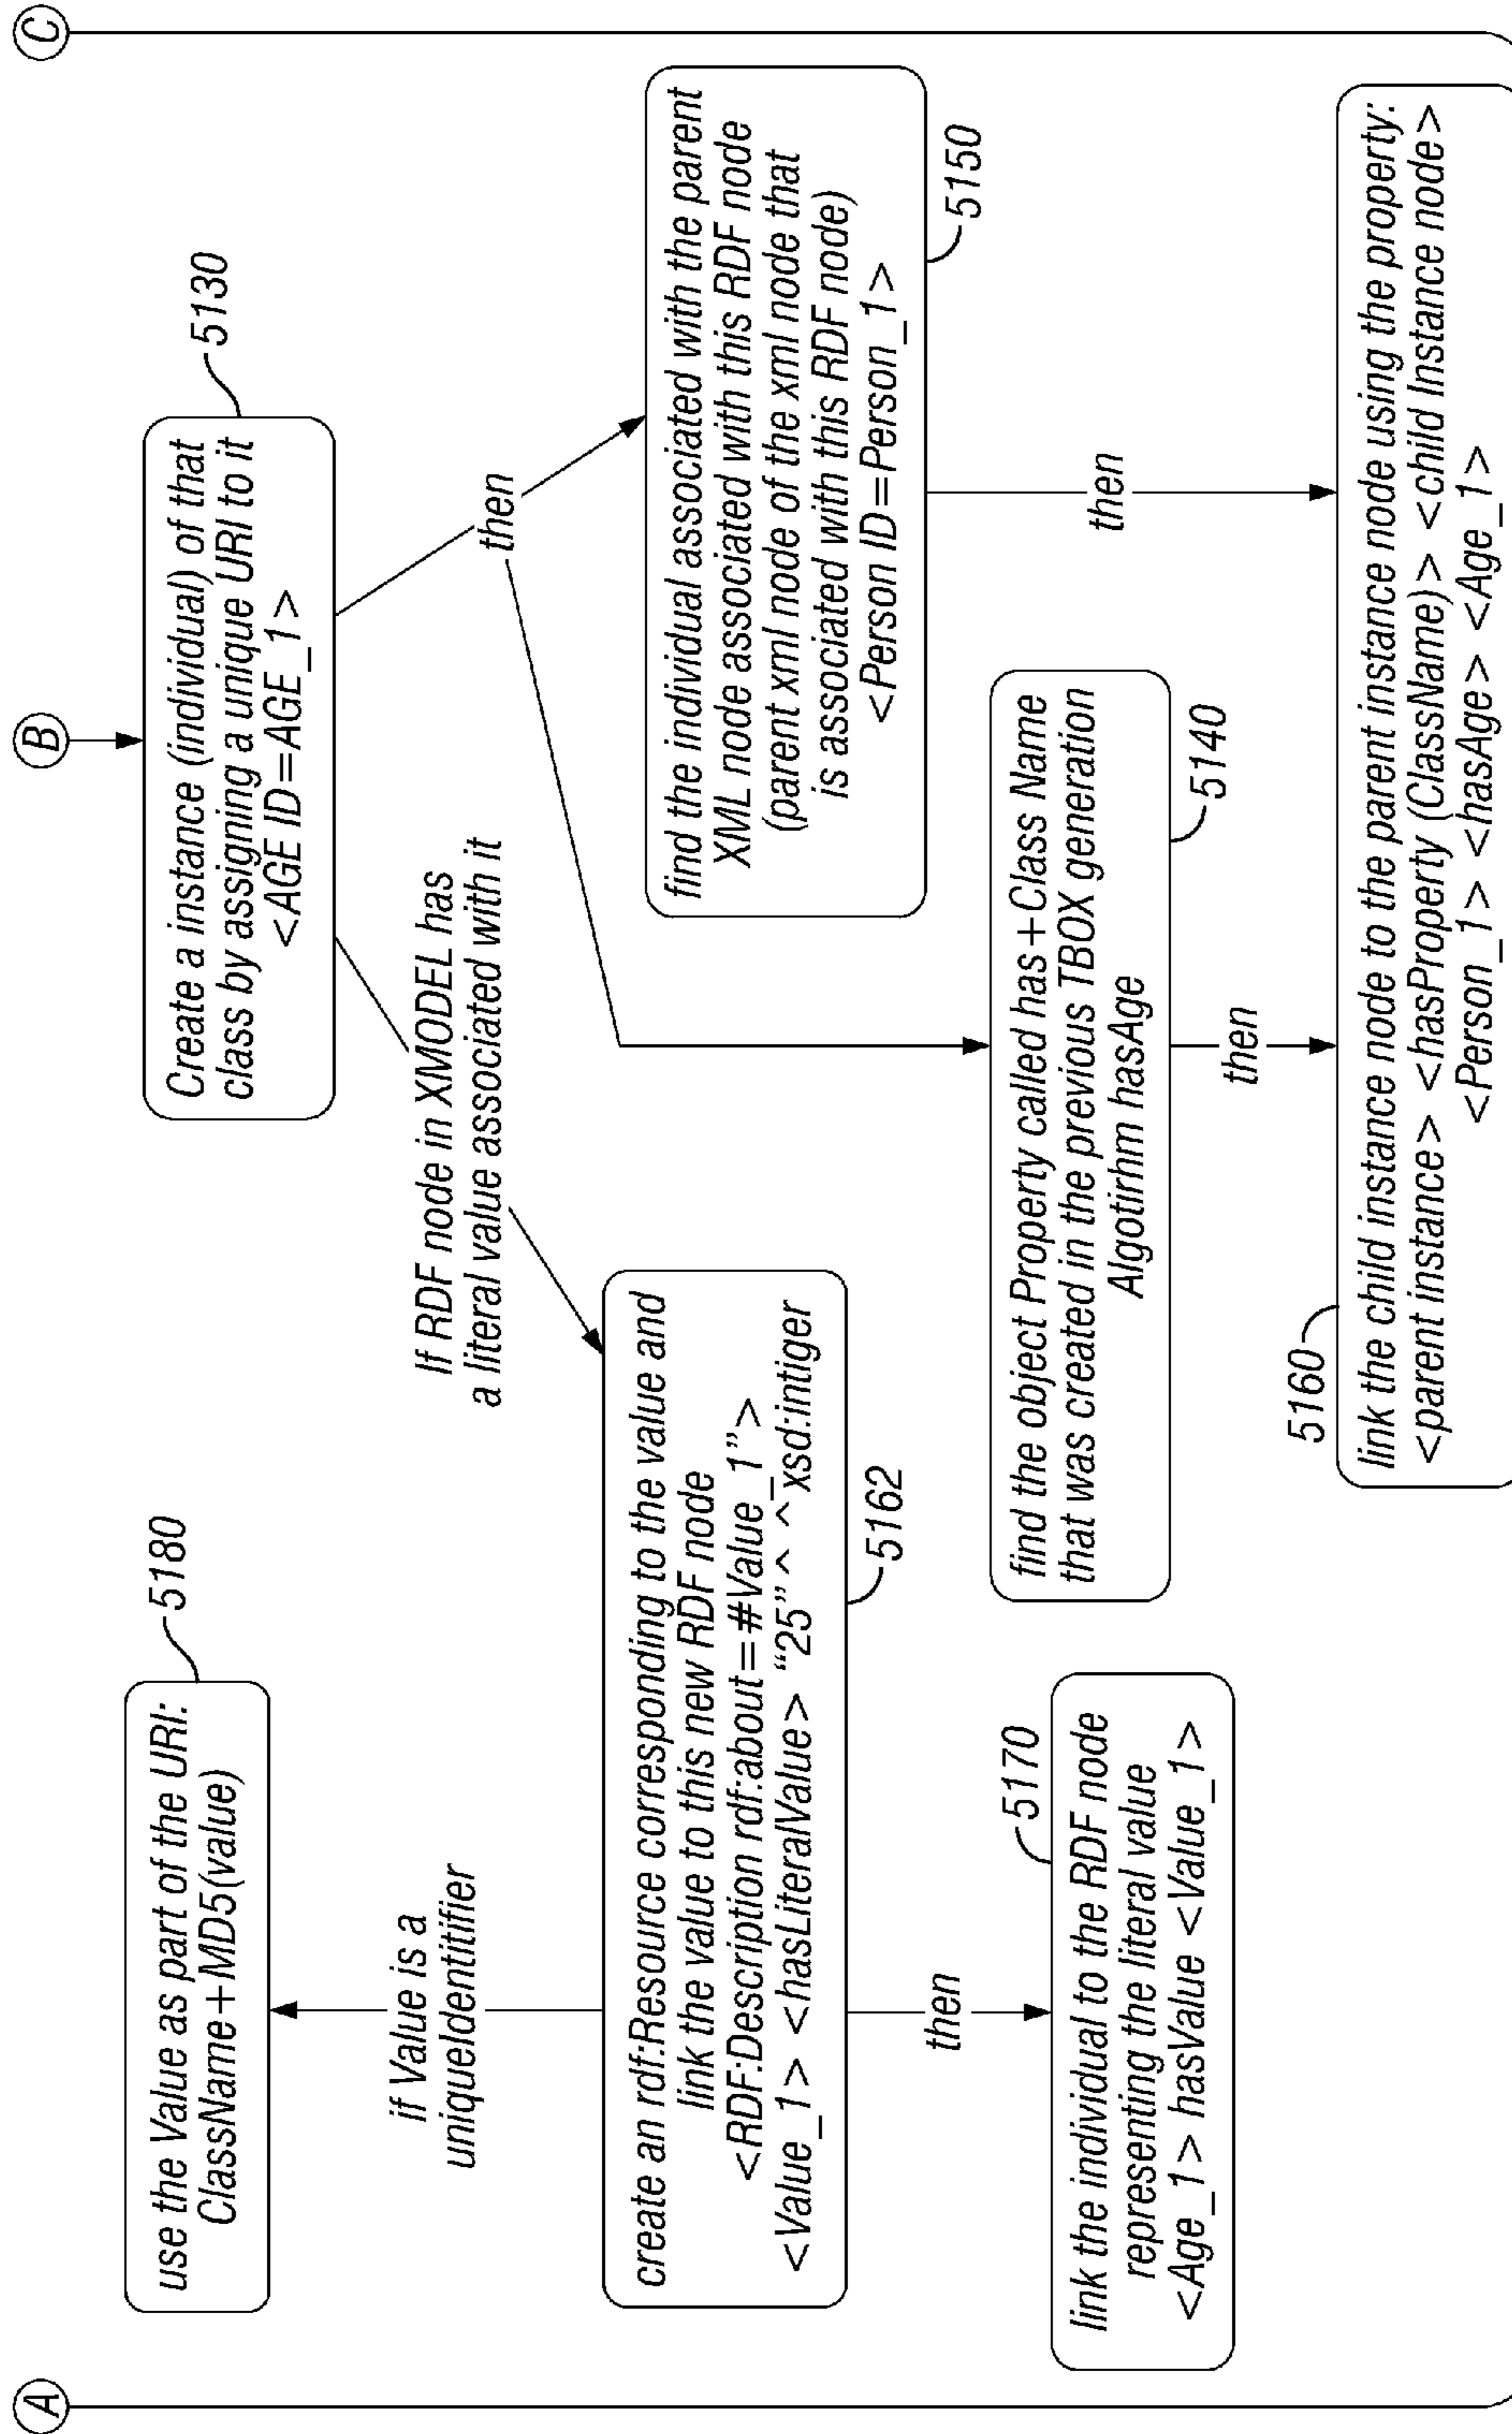 A
B
C
use the Value as part of the URI:
ClassName+MD5(value)
5180
Create a instance (individual) of that
class by assigning a unique URI to it
<AGE ID=AGE_1>
5130
if Value is a
uniqueIdentitifier
If RDF node in XMODEL has
a literal value associated with it
then
create an rdf:Resource corresponding to the value and
link the value to this new RDF node
<RDF:Description rdf:about=#Value_1">
<Value_1> <hasLiteralValue> "25"^^xsd:intiger
5162
find the individual associated with the parent
XML node associated with this RDF node
(parent xml node of the xml node that
is associated with this RDF node)
<Person ID=Person_1>
5150
then
link the individual to the RDF node
representing the literal value
<Age_1> hasValue <Value_1>
5170
find the object Property called has+Class Name
that was created in the previous TBOX generation
Algotirhm hasAge
5140
then
then
5160
link the child instance node to the parent instance node using the property:
<parent instance> <hasProperty (ClassName)> <child Instance node>
<Person_1> <hasAge> <Age_1>